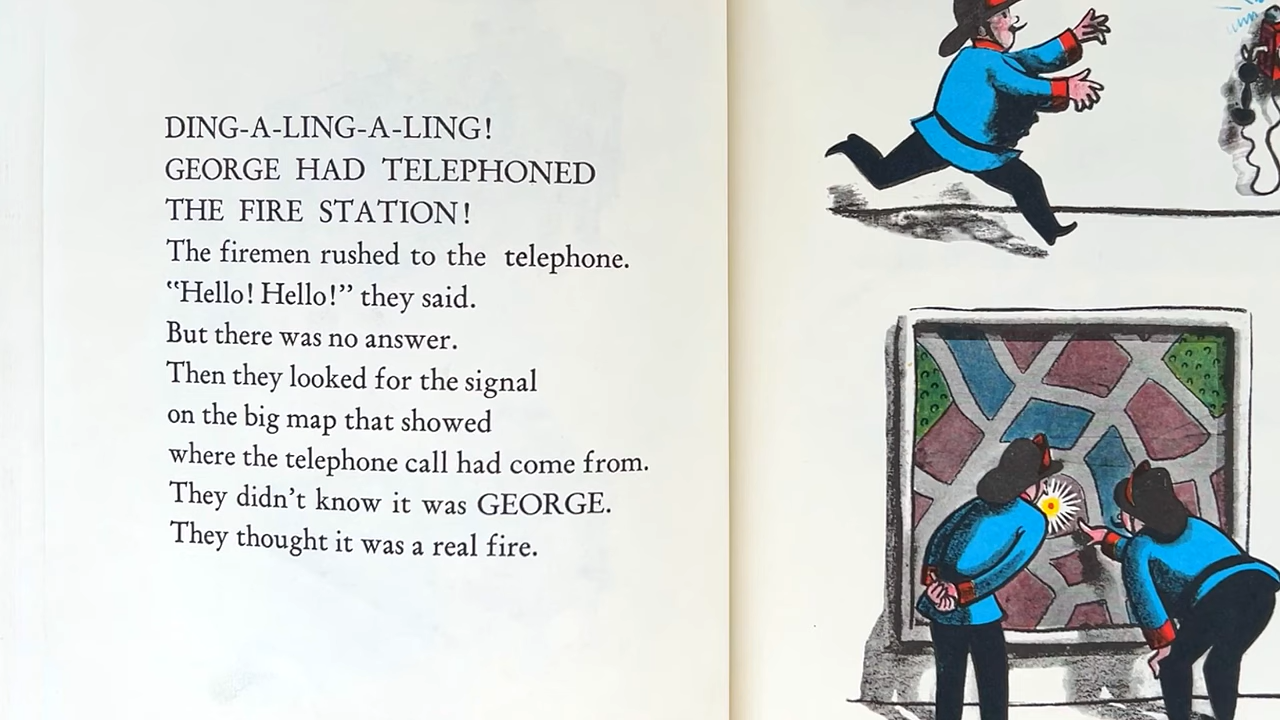 DING-A-LING-A-LING!
GEORGE HAD TELEPHONED
THE FIRE STATION!
The firemen rushed to the telephone.
“Hello! Hello!” they said.
But there was no answer.
Then they looked for the signal
on the big map that showed
where the telephone call had come from.
They didn’t know it was GEORGE.
They thought it was a real fire.